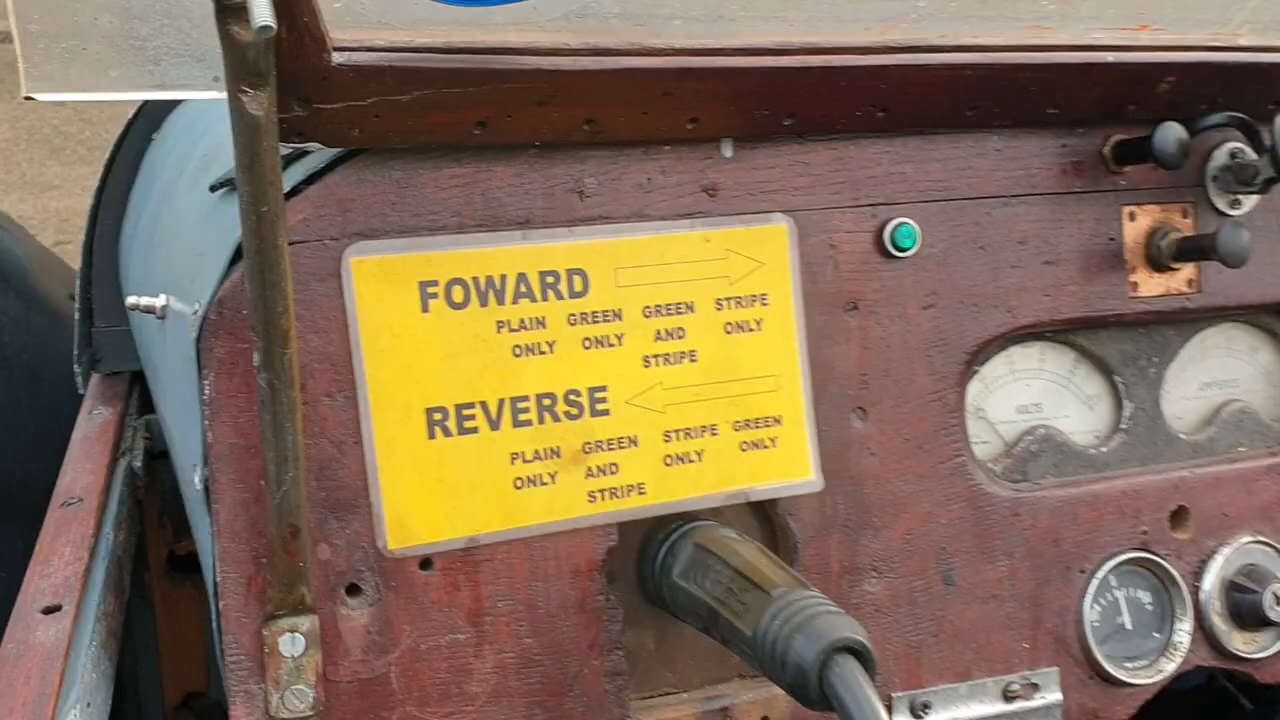 FOWARD
PLAIN GREEN GREEN STRIPE
ONLY ONLY AND ONLY
STRIPE
REVERSE
PLAIN GREEN STRIPE GREEN
ONLY AND ONLY ONLY
STRIPE
VOLTS
AMPERES